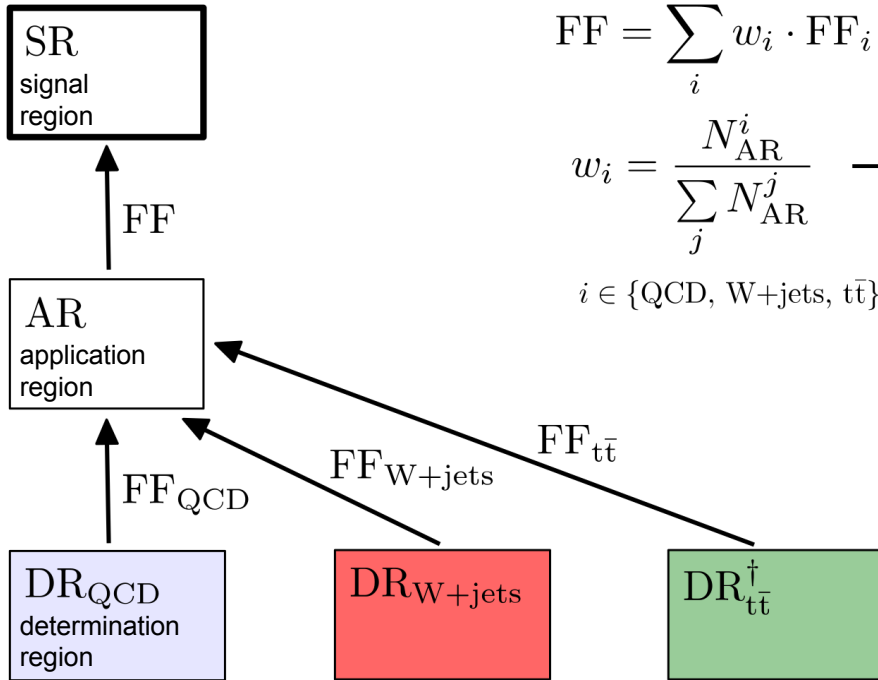 SR
signal
region
FF = ∑_i w_i · FF_i
w_i = N^i_AR / ∑_j N^j_AR —
i ∈ {QCD, W+jets, tt̄}
FF
AR
application
region
FF_tt̄
FF_W+jets
FF_QCD
DR_QCD
determination
region
DR_W+jets
DR^†_tt̄